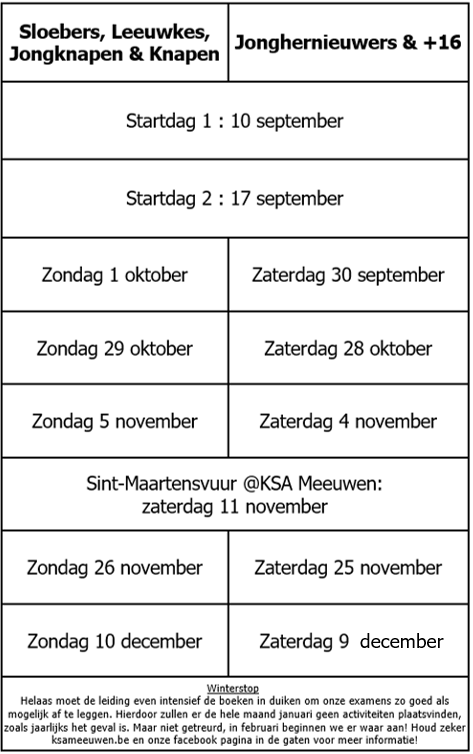 Sloebers, Leeuwkes,
Jongknapen & Knapen
Jonghernieuwers & +16
Startdag 1 : 10 september
Startdag 2 : 17 september
Zondag 1 oktober
Zaterdag 30 september
Zondag 29 oktober
Zaterdag 28 oktober
Zondag 5 november
Zaterdag 4 november
Sint-Maartensvuur @KSA Meeuwen:
zaterdag 11 november
Zondag 26 november
Zaterdag 25 november
Zondag 10 december
Zaterdag 9 december
Winterstop
Helaas moet de leiding even intensief de boeken in duiken om onze examens zo goed als
mogelijk af te leggen. Hierdoor zullen er de hele maand januari geen activiteiten plaatsvinden,
zoals jaarlijks het geval is. Maar niet getreurd, in februari beginnen we er waar aan! Houd zeker
ksameeuwen.be en onze facebook pagina in de gaten voor meer informatie!